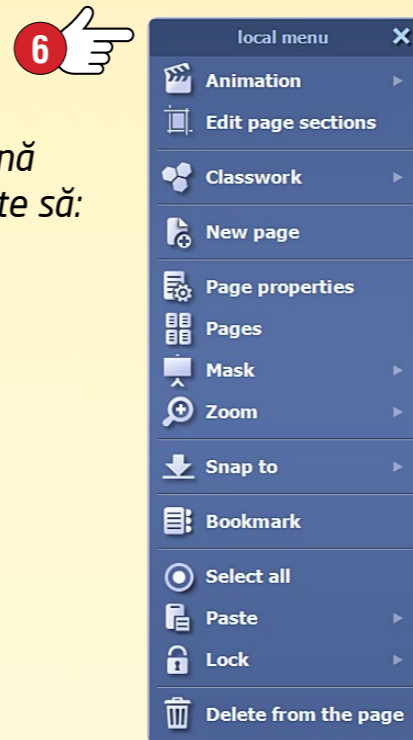 6
local menu
Animation
Edit page sections
nă
te să:
Classwork
New page
Page properties
Pages
Mask
Zoom
Snap to
Bookmark
Select all
Paste
Lock
Delete from the page